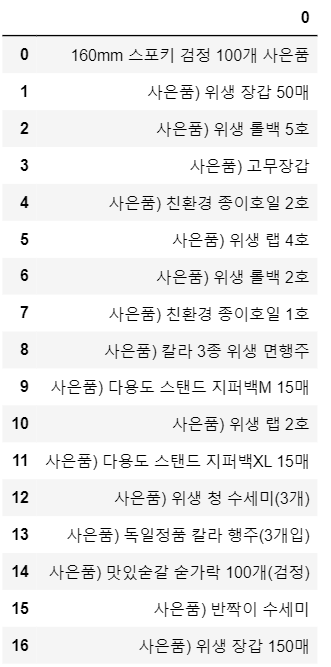 0
0 160mm 스포키 검정 100개 사은품
1 사은품) 위생 장갑 50매
2 사은품) 위생 롤백 5호
3 사은품) 고무장갑
4 사은품) 친환경 종이호일 2호
5 사은품) 위생 랩 4호
6 사은품) 위생 롤백 2호
7 사은품) 친환경 종이호일 1호
8 사은품) 칼라 3종 위생 면행주
9 사은품) 다용도 스탠드 지퍼백M 15매
10 사은품) 위생 랩 2호
11 사은품) 다용도 스탠드 지퍼백XL 15매
12 사은품) 위생 청 수세미(3개)
13 사은품) 독일정품 칼라 행주(3개입)
14 사은품) 맛있숟갈 숟가락 100개(검정)
15 사은품) 반짝이 수세미
16 사은품) 위생 장갑 150매